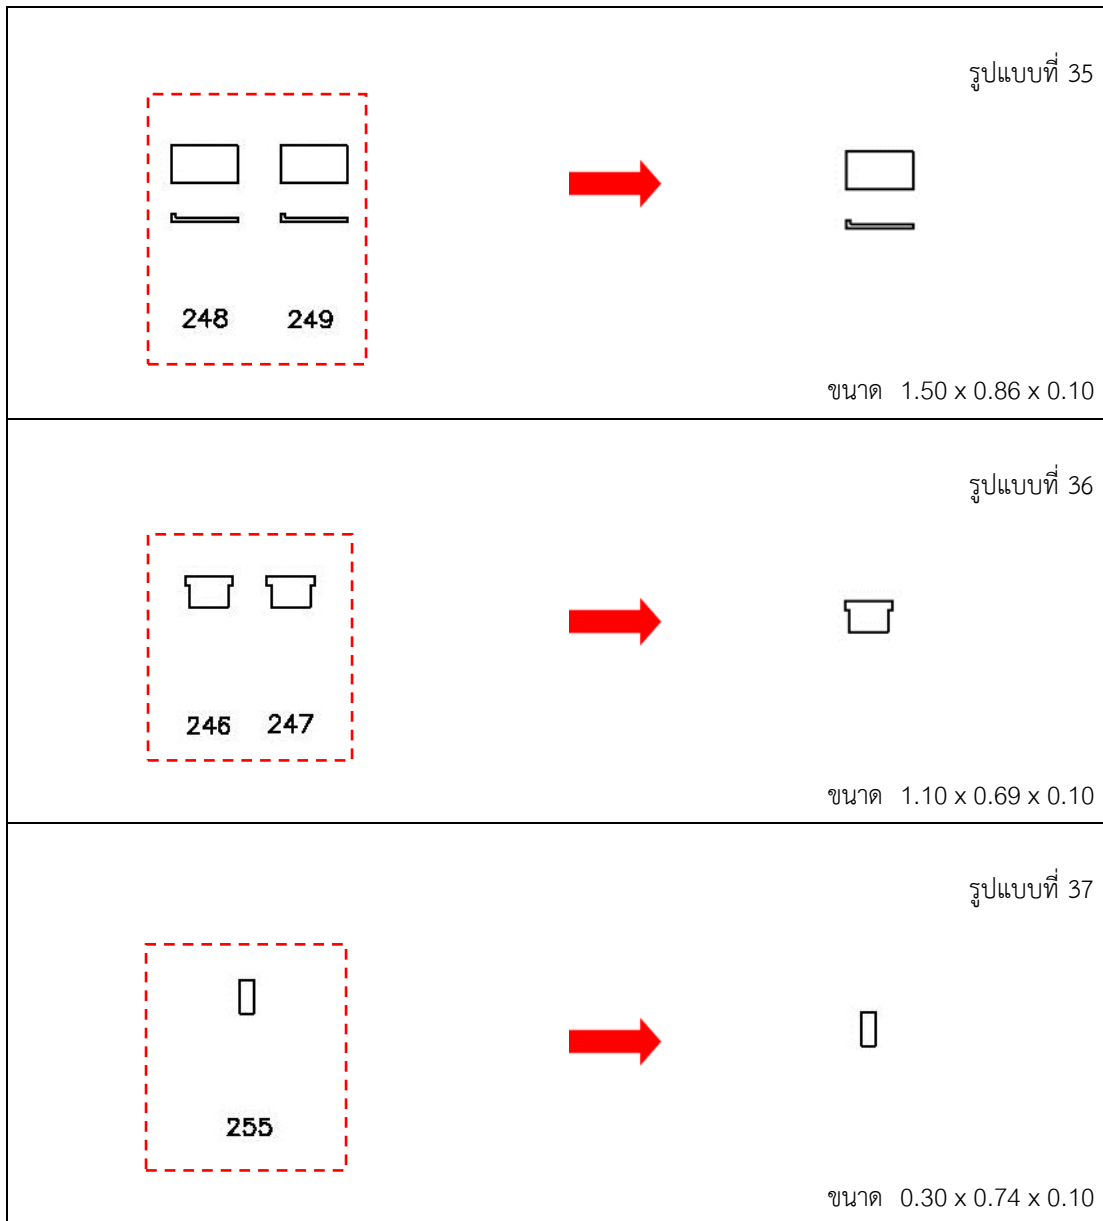 รูปแบบที่ 35
248 249
ขนาด 1.50 x 0.86 x 0.10
รูปแบบที่ 36
246 247
ขนาด 1.10 x 0.69 x 0.10
รูปแบบที่ 37
255
ขนาด 0.30 x 0.74 x 0.10